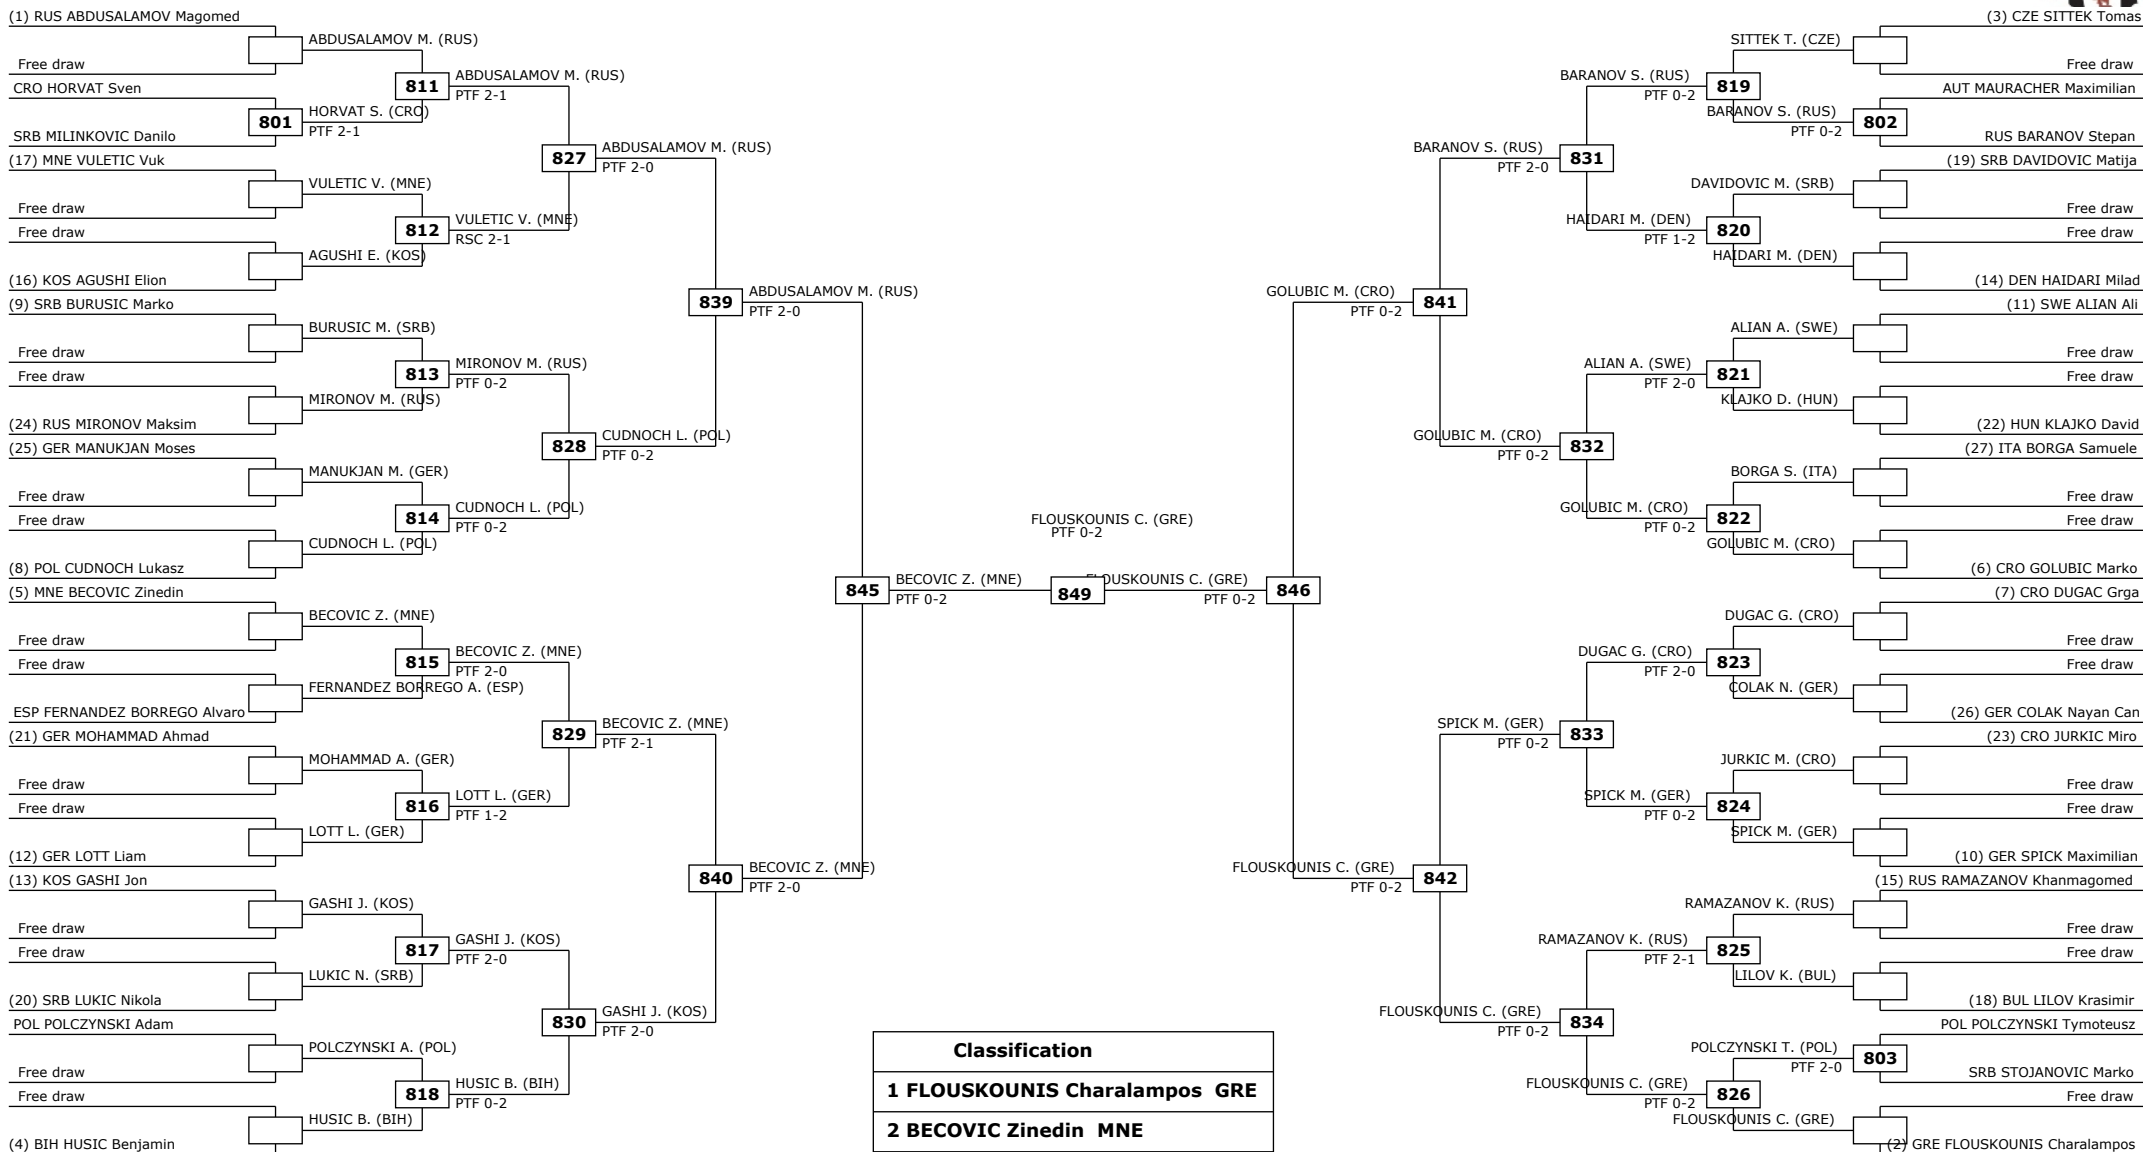 (1) RUS ABDUSALAMOV Magomed
Free draw
CRO HORVAT Sven
SRB MILINKOVIC Danilo
(17) MNE VULETIC Vuk
Free draw
Free draw
(16) KOS AGUSHI Elion
(9) SRB BURUSIC Marko
Free draw
Free draw
(24) RUS MIRONOV Maksim
(25) GER MANUKJAN Moses
Free draw
Free draw
(8) POL CUDNOCH Lukasz
(5) MNE BECOVIC Zinedin
Free draw
Free draw
ESP FERNANDEZ BORREGO Alvaro
(21) GER MOHAMMAD Ahmad
Free draw
Free draw
(12) GER LOTT Liam
(13) KOS GASHI Jon
Free draw
Free draw
(20) SRB LUKIC Nikola
POL POLCZYNSKI Adam
Free draw
Free draw
(4) BIH HUSIC Benjamin
ABDUSALAMOV M. (RUS)
801
HORVAT S. (CRO)
PTF 2-1
VULETIC V. (MNE)
AGUSHI E. (KOS)
BURUSIC M. (SRB)
MIRONOV M. (RUS)
MANUKJAN M. (GER)
CUDNOCH L. (POL)
BECOVIC Z. (MNE)
FERNANDEZ BORREGO A. (ESP)
MOHAMMAD A. (GER)
LOTT L. (GER)
GASHI J. (KOS)
LUKIC N. (SRB)
POLCZYNSKI A. (POL)
HUSIC B. (BIH)
811
ABDUSALAMOV M. (RUS)
PTF 2-1
812
VULETIC V. (MNE)
RSC 2-1
813
MIRONOV M. (RUS)
PTF 0-2
814
CUDNOCH L. (POL)
PTF 0-2
815
BECOVIC Z. (MNE)
PTF 2-0
816
LOTT L. (GER)
PTF 1-2
817
GASHI J. (KOS)
PTF 2-0
818
HUSIC B. (BIH)
PTF 0-2
827
ABDUSALAMOV M. (RUS)
PTF 2-0
828
CUDNOCH L. (POL)
PTF 0-2
829
BECOVIC Z. (MNE)
PTF 2-1
830
GASHI J. (KOS)
PTF 2-0
839
ABDUSALAMOV M. (RUS)
PTF 2-0
840
BECOVIC Z. (MNE)
PTF 2-0
845
BECOVIC Z. (MNE)
PTF 0-2
FLOUSKOUNIS C. (GRE)
PTF 0-2
849
FLOUSKOUNIS C. (GRE)
PTF 0-2
846
GOLUBIC M. (CRO)
PTF 0-2
841
FLOUSKOUNIS C. (GRE)
PTF 0-2
842
BARANOV S. (RUS)
PTF 2-0
831
GOLUBIC M. (CRO)
PTF 0-2
832
SPICK M. (GER)
PTF 0-2
833
FLOUSKOUNIS C. (GRE)
PTF 0-2
834
BARANOV S. (RUS)
PTF 0-2
819
HAIDARI M. (DEN)
PTF 1-2
820
ALIAN A. (SWE)
PTF 2-0
821
GOLUBIC M. (CRO)
PTF 0-2
822
DUGAC G. (CRO)
PTF 2-0
823
SPICK M. (GER)
PTF 0-2
824
RAMAZANOV K. (RUS)
PTF 2-1
825
FLOUSKOUNIS C. (GRE)
PTF 0-2
826
SITTEK T. (CZE)
BARANOV S. (RUS)
PTF 0-2
802
DAVIDOVIC M. (SRB)
HAIDARI M. (DEN)
ALIAN A. (SWE)
KLAJKO D. (HUN)
BORGA S. (ITA)
GOLUBIC M. (CRO)
DUGAC G. (CRO)
COLAK N. (GER)
JURKIC M. (CRO)
SPICK M. (GER)
RAMAZANOV K. (RUS)
LILOV K. (BUL)
POLCZYNSKI T. (POL)
PTF 2-0
803
FLOUSKOUNIS C. (GRE)
(3) CZE SITTEK Tomas
Free draw
AUT MAURACHER Maximilian
RUS BARANOV Stepan
(19) SRB DAVIDOVIC Matija
Free draw
Free draw
(14) DEN HAIDARI Milad
(11) SWE ALIAN Ali
Free draw
Free draw
(22) HUN KLAJKO David
(27) ITA BORGA Samuele
Free draw
Free draw
(6) CRO GOLUBIC Marko
(7) CRO DUGAC Grga
Free draw
Free draw
(26) GER COLAK Nayan Can
(23) CRO JURKIC Miro
Free draw
Free draw
(10) GER SPICK Maximilian
(15) RUS RAMAZANOV Khanmagomed
Free draw
Free draw
(18) BUL LILOV Krasimir
POL POLCZYNSKI Tymoteusz
SRB STOJANOVIC Marko
Free draw
(2) GRE FLOUSKOUNIS Charalampos
Classification
1 FLOUSKOUNIS Charalampos GRE
2 BECOVIC Zinedin MNE